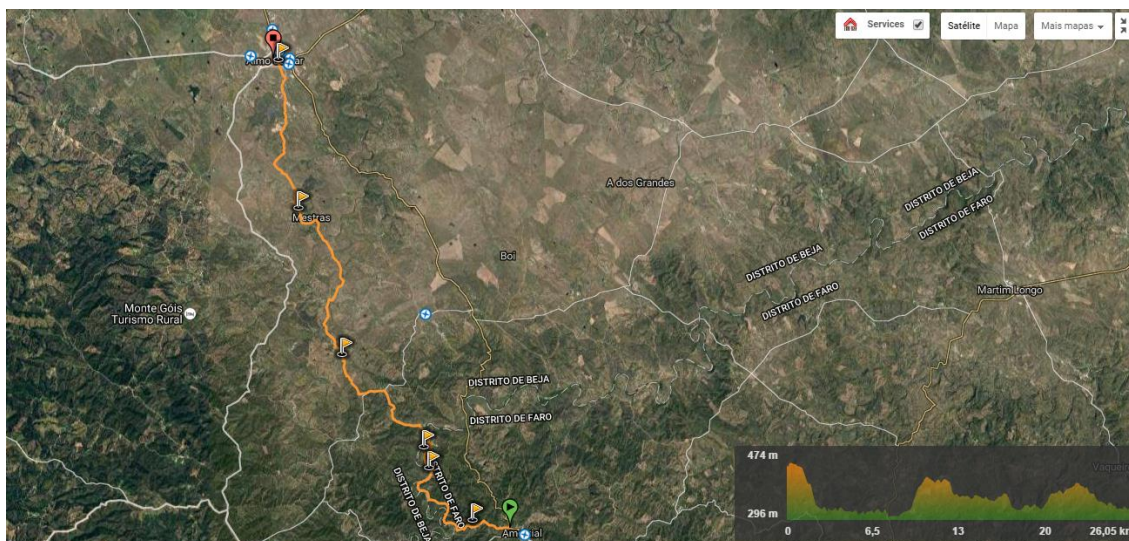 Services
Satélite
Mapa
Mais mapas
Mestras
A dos Grandes
Boi
Monte Góis
Turismo Rural
DISTRITO DE BEJA
DISTRITO DE FARO
DISTRITO DE BEJA
DISTRITO DE FARO
Martim Longo
DISTRITO DE BEJA
DISTRITO DE FARO
DISTRITO DE FARO
DISTRITO DE BEJA
474 m
296 m
0
6,5
13
20
26,05 km